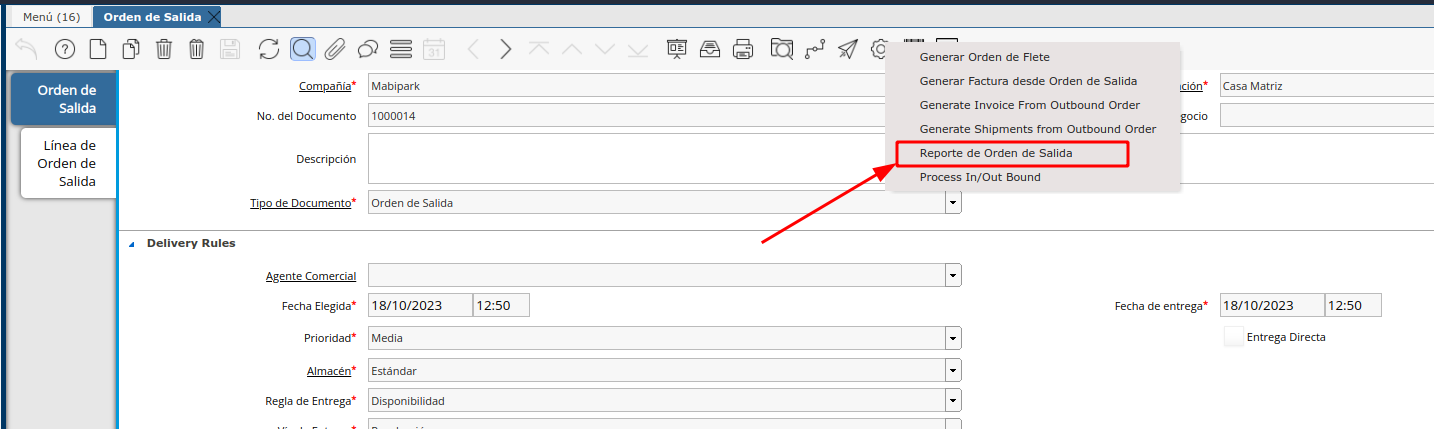 Menú (16)
Orden de Salida
31
Orden de
Salida
Línea de
Orden de
Salida
Compañía*
Mabipark
ación*
Casa Matriz
No. del Documento
1000014
egocio
Descripción
Tipo de Documento*
Orden de Salida
Generar Orden de Flete
Generar Factura desde Orden de Salida
Generate Invoice From Outbound Order
Generate Shipments from Outbound Order
Reporte de Orden de Salida
Process In/Out Bound
Delivery Rules
Agente Comercial
Fecha Elegida*
18/10/2023
12:50
Fecha de entrega*
18/10/2023
12:50
Prioridad*
Media
Entrega Directa
Almacén*
Estándar
Regla de Entrega*
Disponibilidad